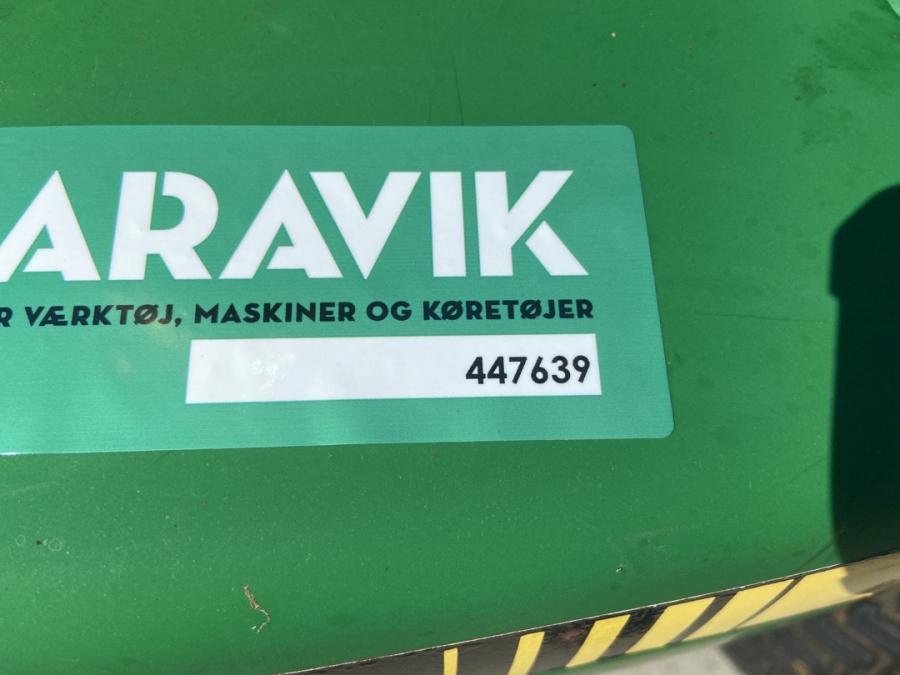 ARAVIK
R VÆRKTØJ, MASKINER OG KØRETØJER
447639